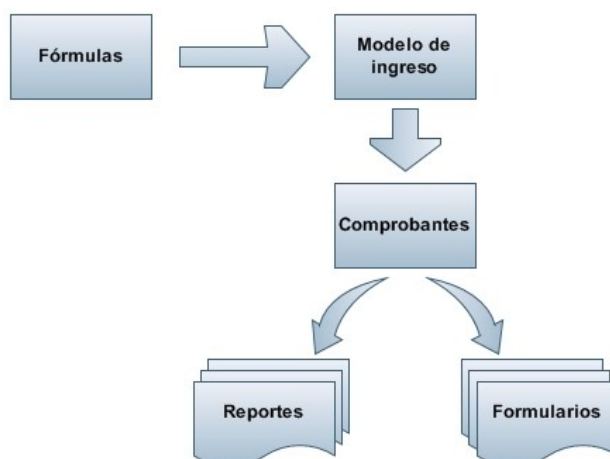 Fórmulas
Modelo de
ingreso
Comprobantes
Reportes
Formularios